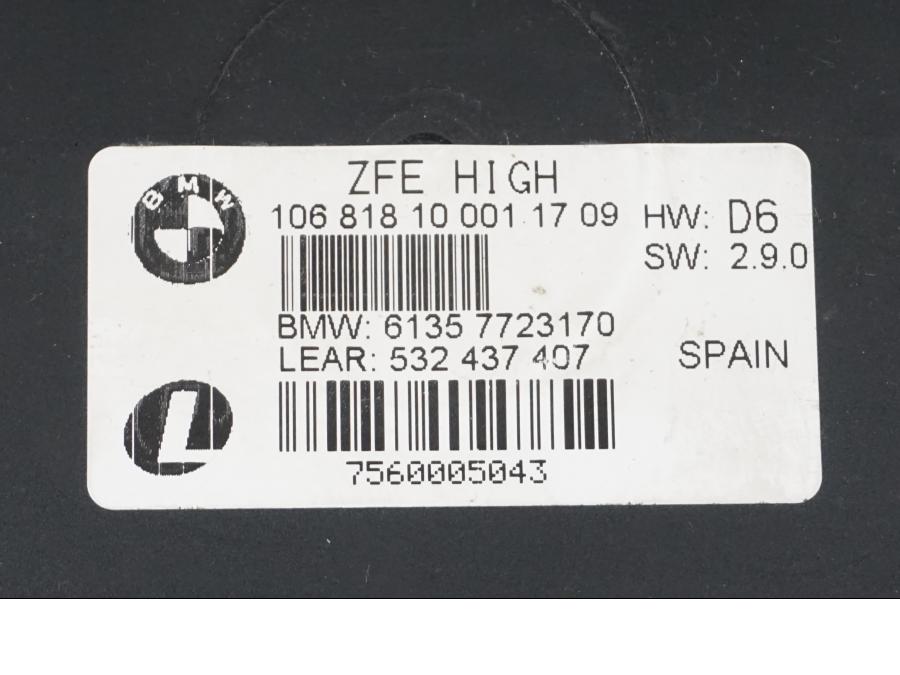 BMW
ZFE HIGH
106 818 10 001 17 09
HW: D6
SW: 2.9.0
BMW: 6135 7723170
LEAR: 532 437 407
SPAIN
7560005043